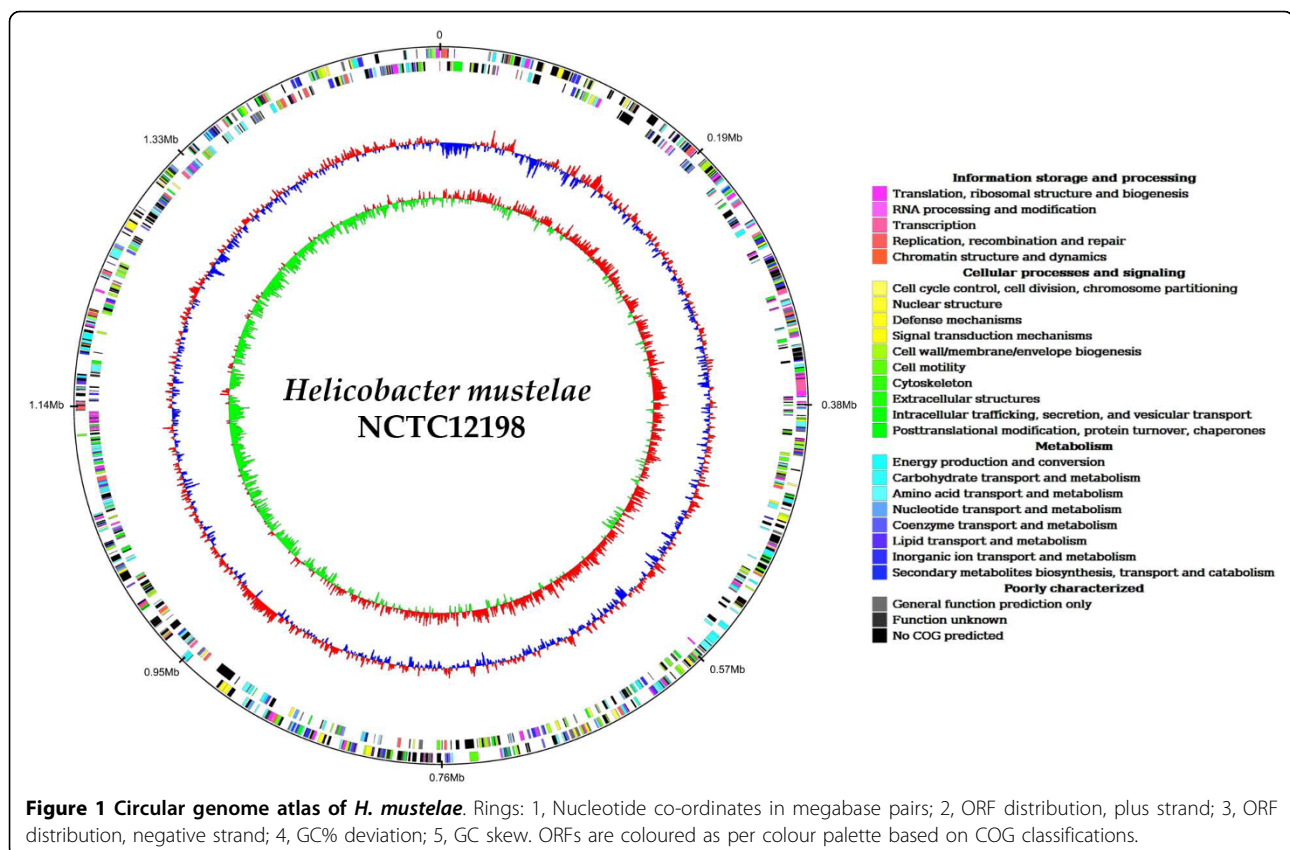 0
0.19Mb
0.38Mb
0.57Mb
0.76Mb
0.95Mb
1.14Mb
1.33Mb
Helicobacter mustelae
NCTC12198
Information storage and processing
Translation, ribosomal structure and biogenesis
RNA processing and modification
Transcription
Replication, recombination and repair
Chromatin structure and dynamics
Cellular processes and signaling
Cell cycle control, cell division, chromosome partitioning
Nuclear structure
Defense mechanisms
Signal transduction mechanisms
Cell wall/membrane/envelope biogenesis
Cell motility
Cytoskeleton
Extracellular structures
Intracellular trafficking, secretion, and vesicular transport
Posttranslational modification, protein turnover, chaperones
Metabolism
Energy production and conversion
Carbohydrate transport and metabolism
Amino acid transport and metabolism
Nucleotide transport and metabolism
Coenzyme transport and metabolism
Lipid transport and metabolism
Inorganic ion transport and metabolism
Secondary metabolites biosynthesis, transport and catabolism
Poorly characterized
General function prediction only
Function unknown
No COG predicted
Figure 1 Circular genome atlas of H. mustelae. Rings: 1, Nucleotide co-ordinates in megabase pairs; 2, ORF distribution, plus strand; 3, ORF
distribution, negative strand; 4, GC% deviation; 5, GC skew. ORFs are coloured as per colour palette based on COG classifications.